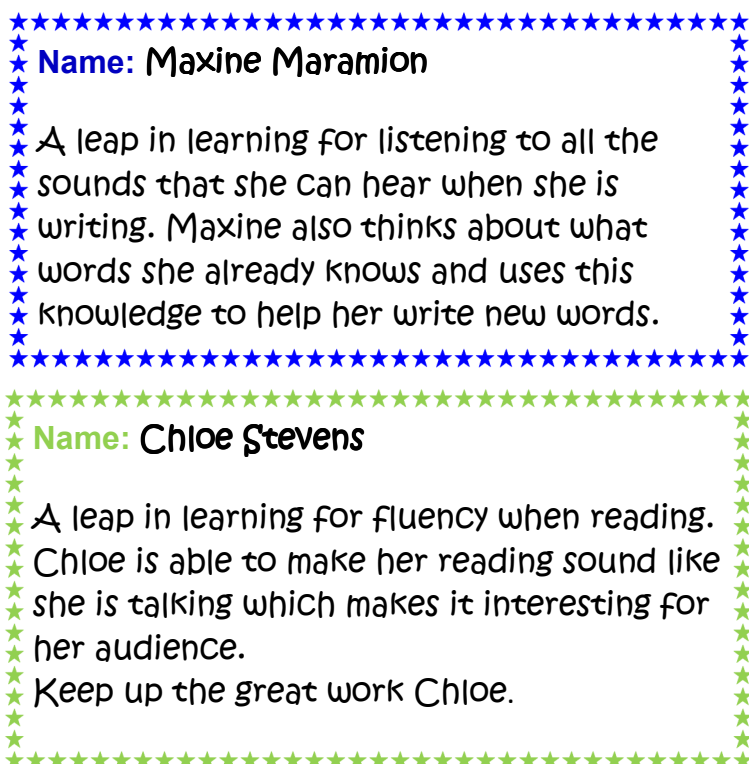 Name: Maxine Maramion
A leap in learning for listening to all the
sounds that she can hear when she is
writing. Maxine also thinks about what
words she already knows and uses this
knowledge to help her write new words.
Name: Chloe Stevens
A leap in learning for fluency when reading.
Chloe is able to make her reading sound like
she is talking which makes it interesting for
her audience.
Keep up the great work Chloe.